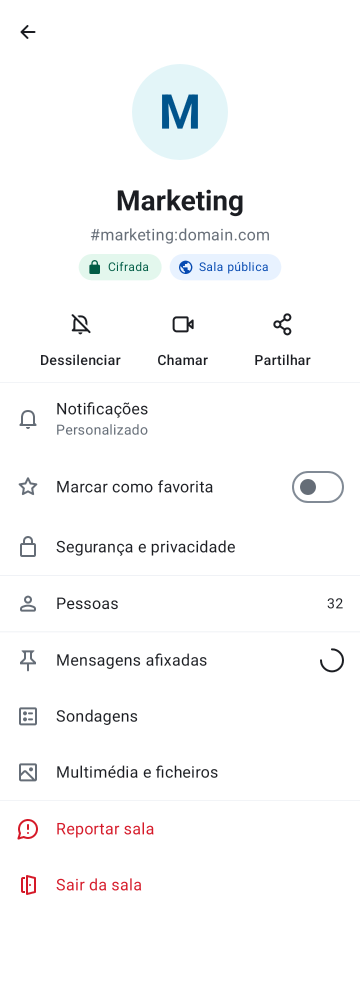 M
Marketing
#marketing:domain.com
Cifrada
Sala pública
Dessilenciar
Chamar
Partilhar
Notificações
Personalizado
Marcar como favorita
Segurança e privacidade
Pessoas
32
Mensagens afixadas
Sondagens
Multimédia e ficheiros
Reportar sala
Sair da sala